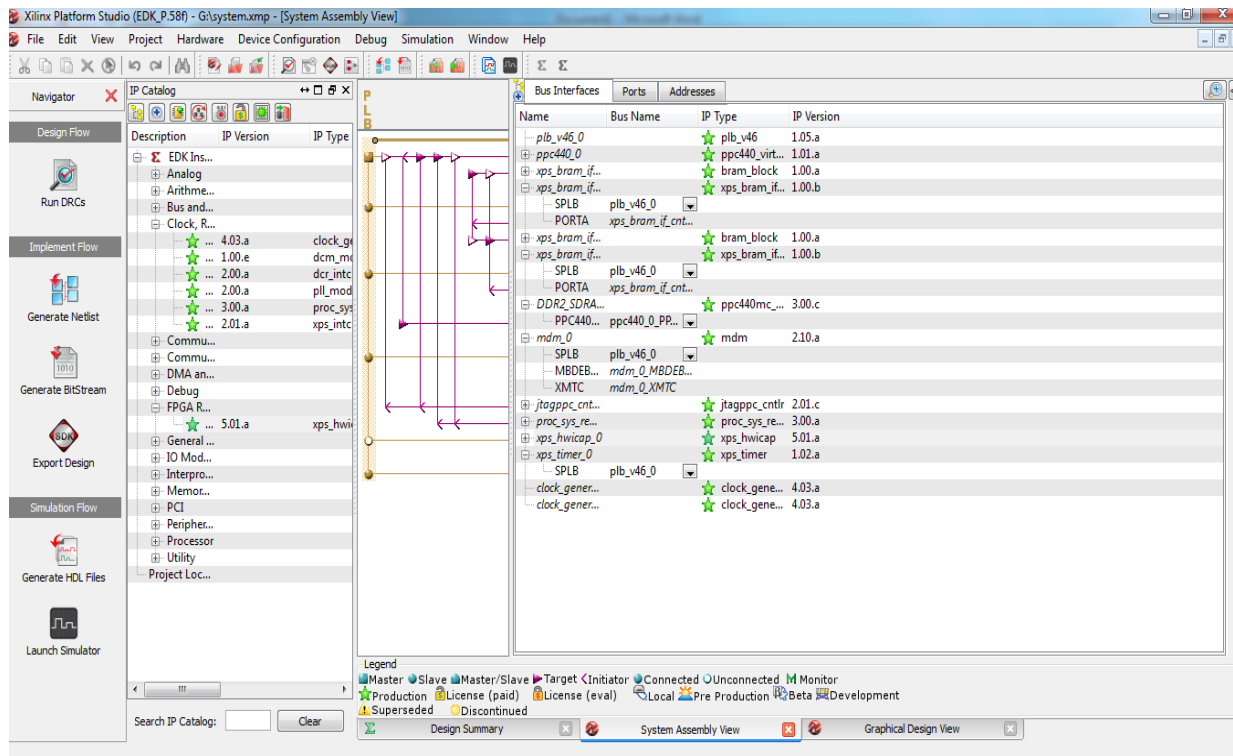 Xilinx Platform Studio (EDK_P.58f) - G:\system.xmp - [System Assembly View]
File Edit View Project Hardware Device Configuration Debug Simulation Window Help
Navigator
Design Flow
Run DRCs
Implement Flow
Generate Netlist
1010
Generate BitStream
SDK
Export Design
Simulation Flow
Generate HDL Files
Launch Simulator
IP Catalog
Description IP Version IP Type
EDK Ins...
Analog
Arithme...
Bus and...
Clock, R...
... 4.03.a clock_ge
... 1.00.e dcm_mo
... 2.00.a dcr_intc
... 2.00.a pll_mod
... 3.00.a proc_sys
... 2.01.a xps_intc
Commu...
Commu...
DMA an...
Debug
FPGA R...
... 5.01.a xps_hwi
General ...
IO Mod...
Interpro...
Memor...
PCI
Peripher...
Processor
Utility
Project Loc...
Search IP Catalog: Clear
P
L
B
Bus Interfaces Ports Addresses
Name Bus Name IP Type IP Version
plb_v46_0 plb_v46 1.05.a
ppc440_0 ppc440_virt... 1.01.a
xps_bram_if... bram_block 1.00.a
xps_bram_if... xps_bram_if... 1.00.b
SPLB plb_v46_0
PORTA xps_bram_if_cnt...
xps_bram_if... bram_block 1.00.a
xps_bram_if... xps_bram_if... 1.00.b
SPLB plb_v46_0
PORTA xps_bram_if_cnt...
DDR2_SDRA... ppc440mc_... 3.00.c
PPC440... ppc440_0_PP...
mdm_0 mdm 2.10.a
SPLB plb_v46_0
MBDEB... mdm_0_MBDEB...
XMTC mdm_0_XMTC
jtagppc_cnt... jtagppc_cntlr 2.01.c
proc_sys_re... proc_sys_re... 3.00.a
xps_hwicap_0 xps_hwicap 5.01.a
xps_timer_0 xps_timer 1.02.a
SPLB plb_v46_0
clock_gener... clock_gene... 4.03.a
clock_gener... clock_gene... 4.03.a
Legend
Master Slave Master/Slave Target Initiator Connected Unconnected M Monitor
Production License (paid) License (eval) Local Pre Production Beta Development
Superseded Discontinued
Design Summary System Assembly View Graphical Design View